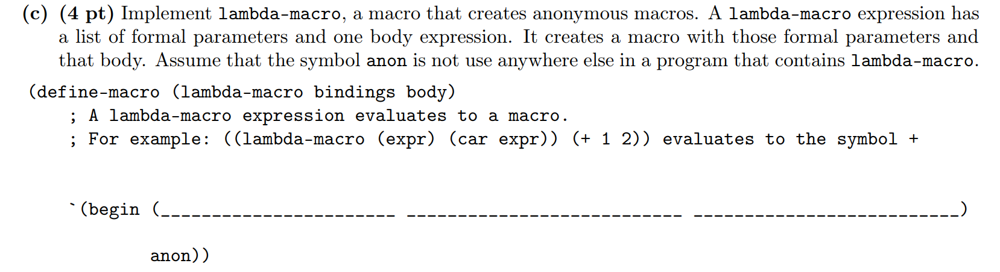 (c) (4 pt) Implement lambda-macro, a macro that creates anonymous macros. A lambda-macro expression has
a list of formal parameters and one body expression. It creates a macro with those formal parameters and
that body. Assume that the symbol anon is not use anywhere else in a program that contains lambda-macro.
(define-macro (lambda-macro bindings body)
; A lambda-macro expression evaluates to a macro.
; For example: ((lambda-macro (expr) (car expr)) (+ 1 2)) evaluates to the symbol +
`(begin (_______________________ ___________________________ __________________________)
anon))